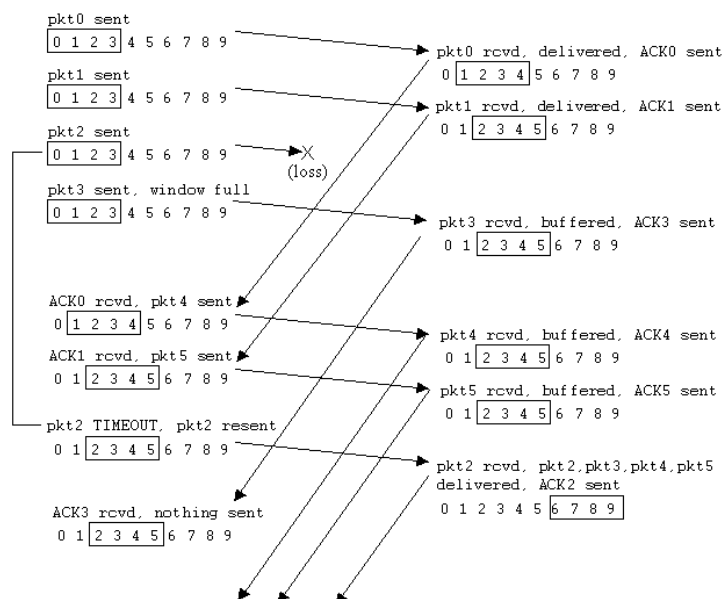 pkt0 sent
0 1 2 3 4 5 6 7 8 9
pkt1 sent
0 1 2 3 4 5 6 7 8 9
pkt2 sent
0 1 2 3 4 5 6 7 8 9
X
(loss)
pkt3 sent, window full
0 1 2 3 4 5 6 7 8 9
ACK0 rcvd, pkt4 sent
0 1 2 3 4 5 6 7 8 9
ACK1 rcvd, pkt5 sent
0 1 2 3 4 5 6 7 8 9
pkt2 TIMEOUT, pkt2 resent
0 1 2 3 4 5 6 7 8 9
ACK3 rcvd, nothing sent
0 1 2 3 4 5 6 7 8 9
pkt0 rcvd, delivered, ACK0 sent
0 1 2 3 4 5 6 7 8 9
pkt1 rcvd, delivered, ACK1 sent
0 1 2 3 4 5 6 7 8 9
pkt3 rcvd, buffered, ACK3 sent
0 1 2 3 4 5 6 7 8 9
pkt4 rcvd, buffered, ACK4 sent
0 1 2 3 4 5 6 7 8 9
pkt5 rcvd, buffered, ACK5 sent
0 1 2 3 4 5 6 7 8 9
pkt2 rcvd, pkt2,pkt3,pkt4,pkt5
delivered, ACK2 sent
0 1 2 3 4 5 6 7 8 9